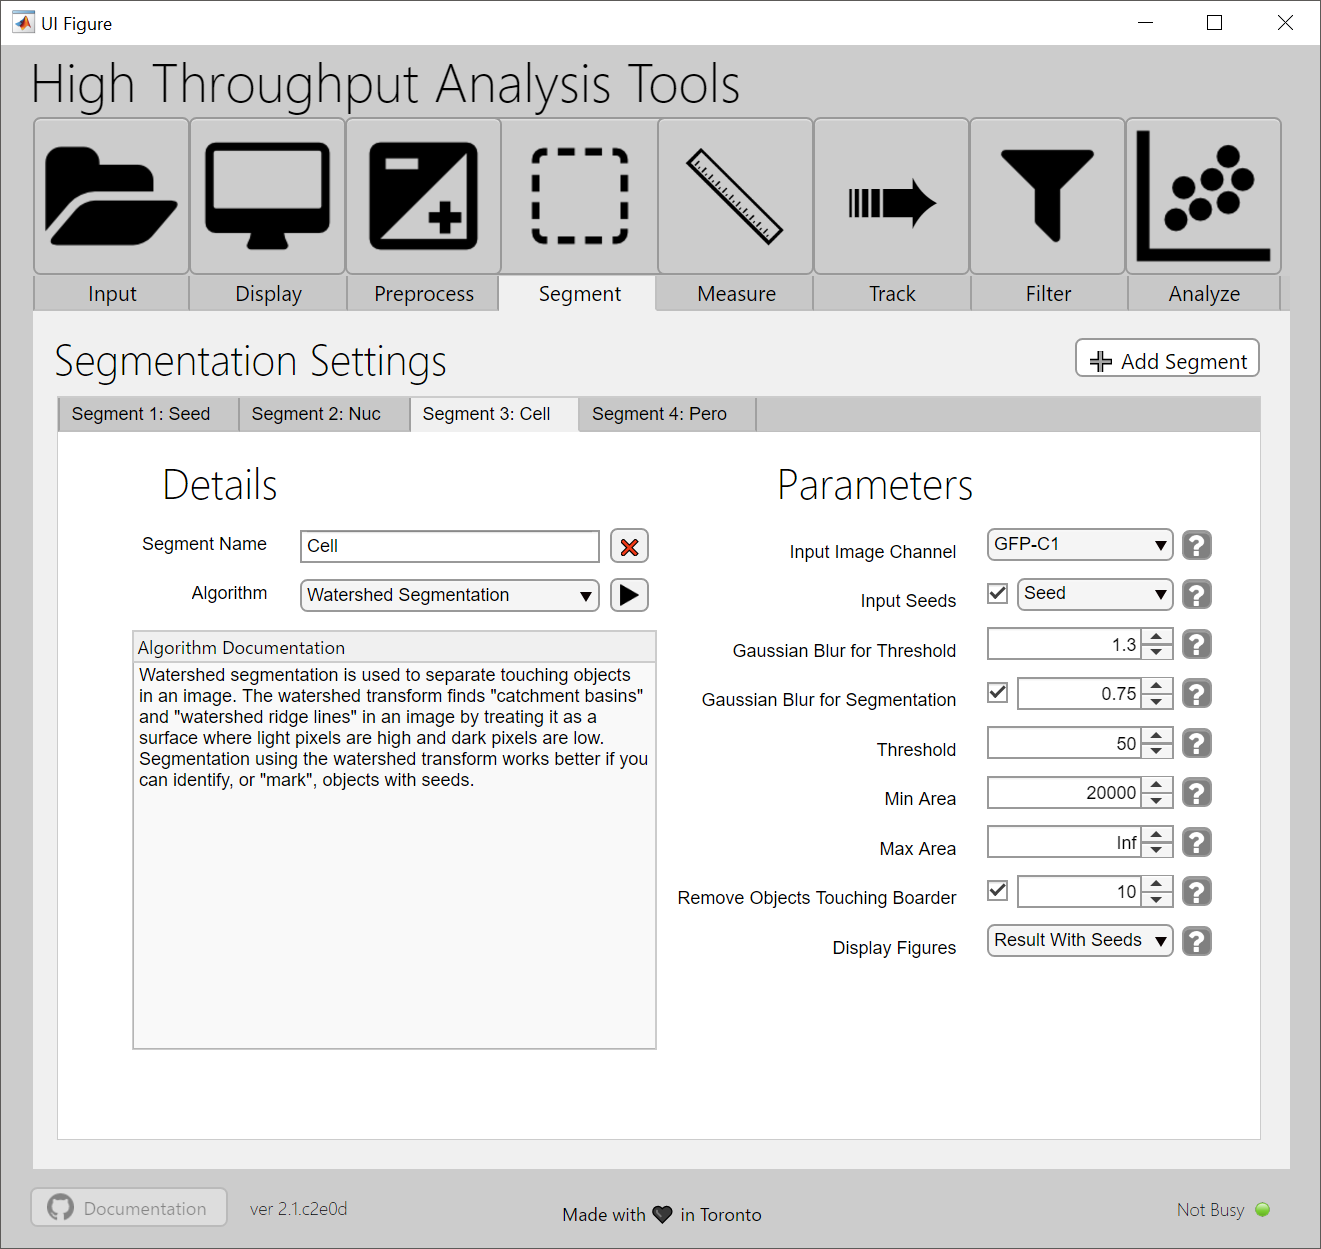 UI Figure
High Throughput Analysis Tools
Input
Display
Preprocess
Segment
Measure
Track
Filter
Analyze
Segmentation Settings
Add Segment
Segment 1: Seed
Segment 2: Nuc
Segment 3: Cell
Segment 4: Pero
Details
Segment Name
Cell
Algorithm
Watershed Segmentation
Algorithm Documentation
Watershed segmentation is used to separate touching objects
in an image. The watershed transform finds "catchment basins"
and "watershed ridge lines" in an image by treating it as a
surface where light pixels are high and dark pixels are low.
Segmentation using the watershed transform works better if you
can identify, or "mark", objects with seeds.
Parameters
Input Image Channel
GFP-C1
?
Input Seeds
Seed
?
Gaussian Blur for Threshold
1.3
?
Gaussian Blur for Segmentation
0.75
?
Threshold
50
?
Min Area
20000
?
Max Area
Inf
?
Remove Objects Touching Boarder
10
?
Display Figures
Result With Seeds
?
Documentation
ver 2.1.c2e0d
Made with 🖤 in Toronto
Not Busy